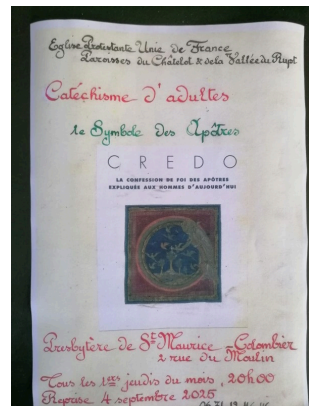 Eglise Protestante Unie de France
Paroisses du Châtelot & de la Vallée du Rupt
Catéchisme d'adultes
le Symbole des Apôtres
CREDO
LA CONFESSION DE FOI DES APÔTRES
EXPLIQUÉE AUX HOMMES D'AUJOURD'HUI
Presbytère de St Maurice - Colombier
2 rue du Moulin
Tous les 1ers jeudis du mois, 20h00
Reprise 4 septembre 2025